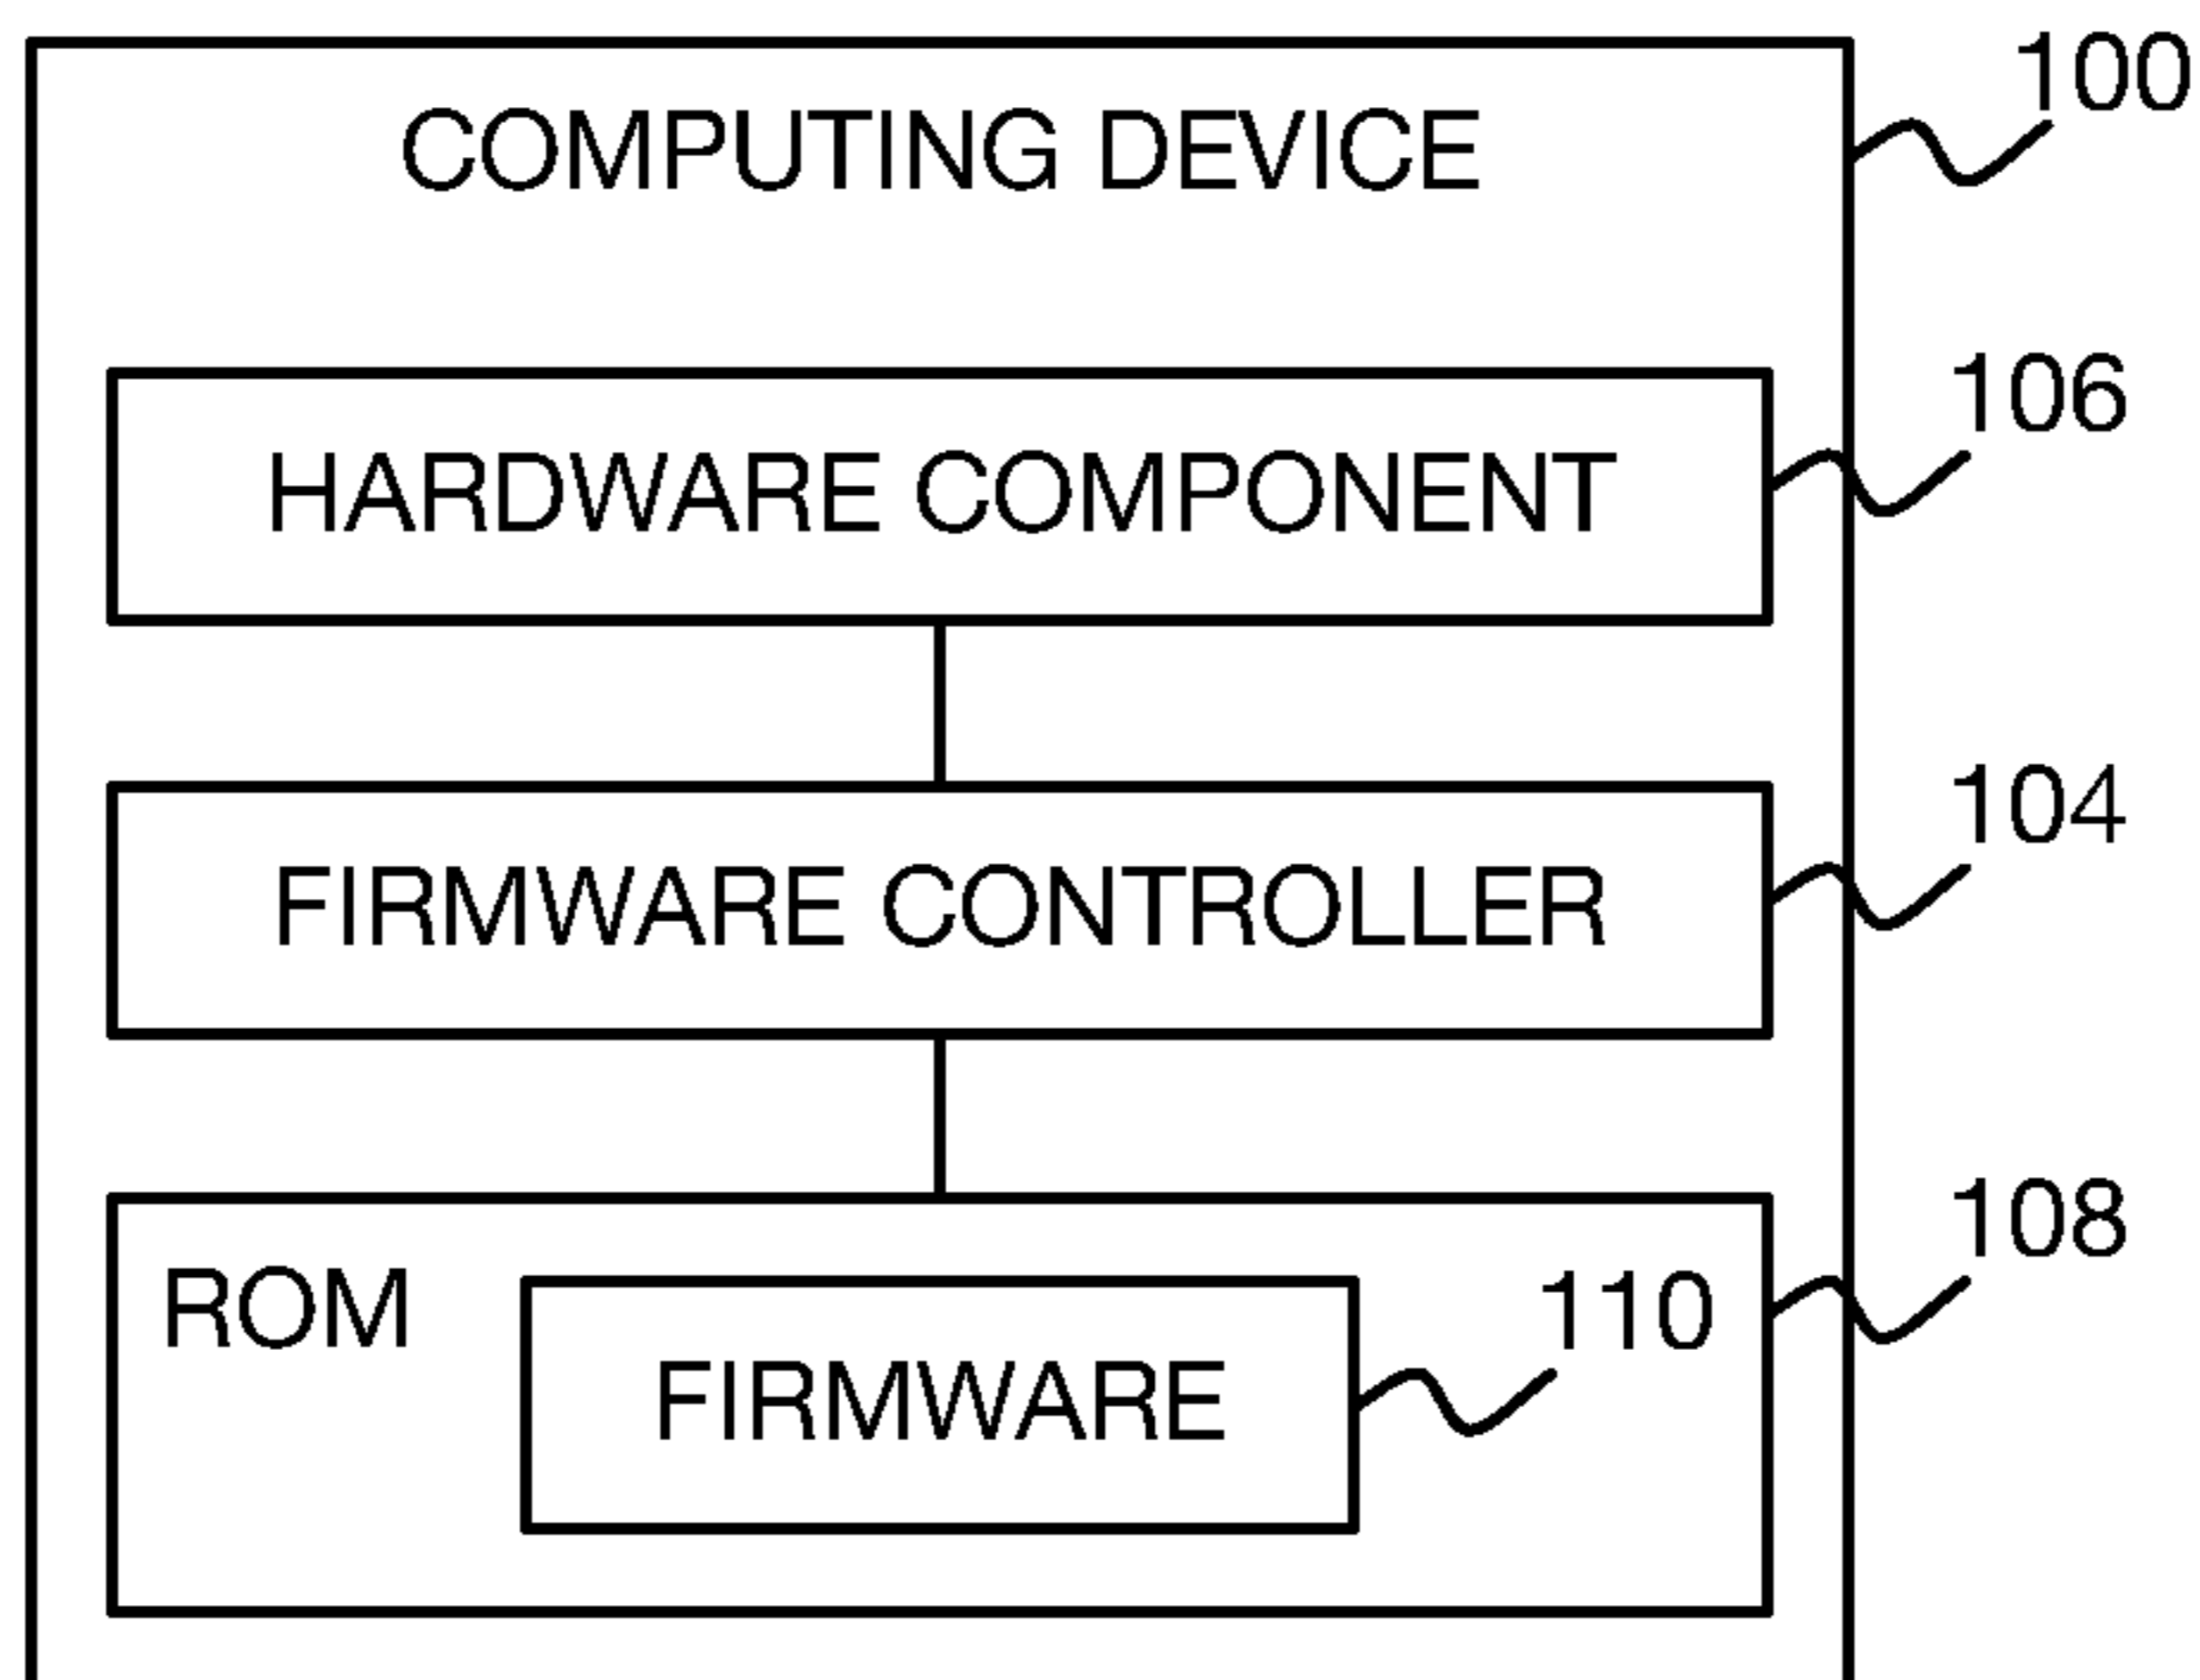 100
COMPUTING DEVICE
106
HARDWARE COMPONENT
104
FIRMWARE CONTROLLER
108
ROM
110
FIRMWARE